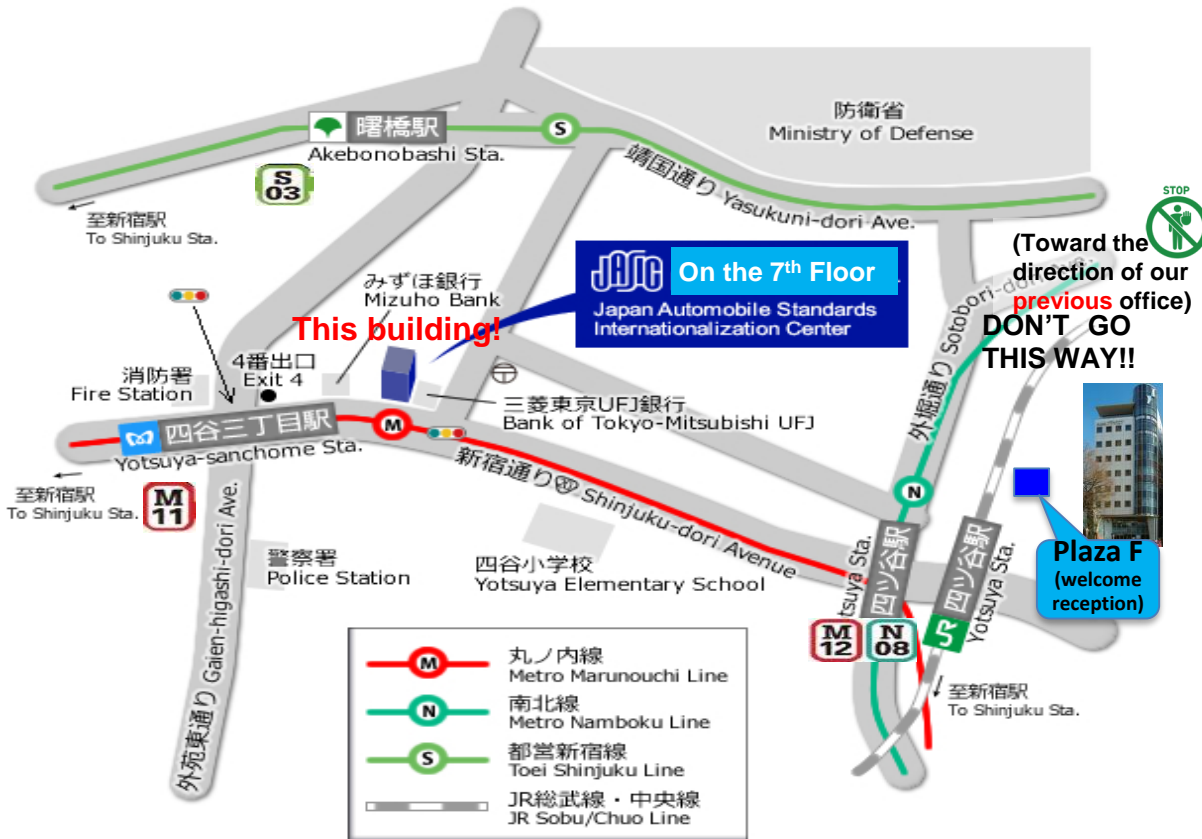 防衛省
Ministry of Defense
曙橋駅
Akebonobashi Sta.
S
S
03
靖国通り Yasukuni-dori Ave.
至新宿駅
To Shinjuku Sta.
STOP
(Toward the
direction of our
previous office)
DON'T GO
THIS WAY!!
みずほ銀行
Mizuho Bank
This building!
JASIC
On the 7th Floor
Japan Automobile Standards
Internationalization Center
外堀通り Sotobori-dori
4番出口
Exit 4
消防署
Fire Station
三菱東京UFJ銀行
Bank of Tokyo-Mitsubishi UFJ
四谷三丁目駅
Yotsuya-sanchome Sta.
M
新宿通り 20 Shinjuku-dori Avenue
至新宿駅
To Shinjuku Sta.
M
11
N
外苑東通り Gaien-higashi-dori Ave.
警察署
Police Station
四谷小学校
Yotsuya Elementary School
tsuya Sta.
四ツ谷駅
四ツ谷駅
Yotsuya Sta.
JR
M
12
N
08
Plaza F
(welcome
reception)
至新宿駅
To Shinjuku Sta.
M
丸ノ内線
Metro Marunouchi Line
N
南北線
Metro Namboku Line
S
都営新宿線
Toei Shinjuku Line
JR総武線・中央線
JR Sobu/Chuo Line